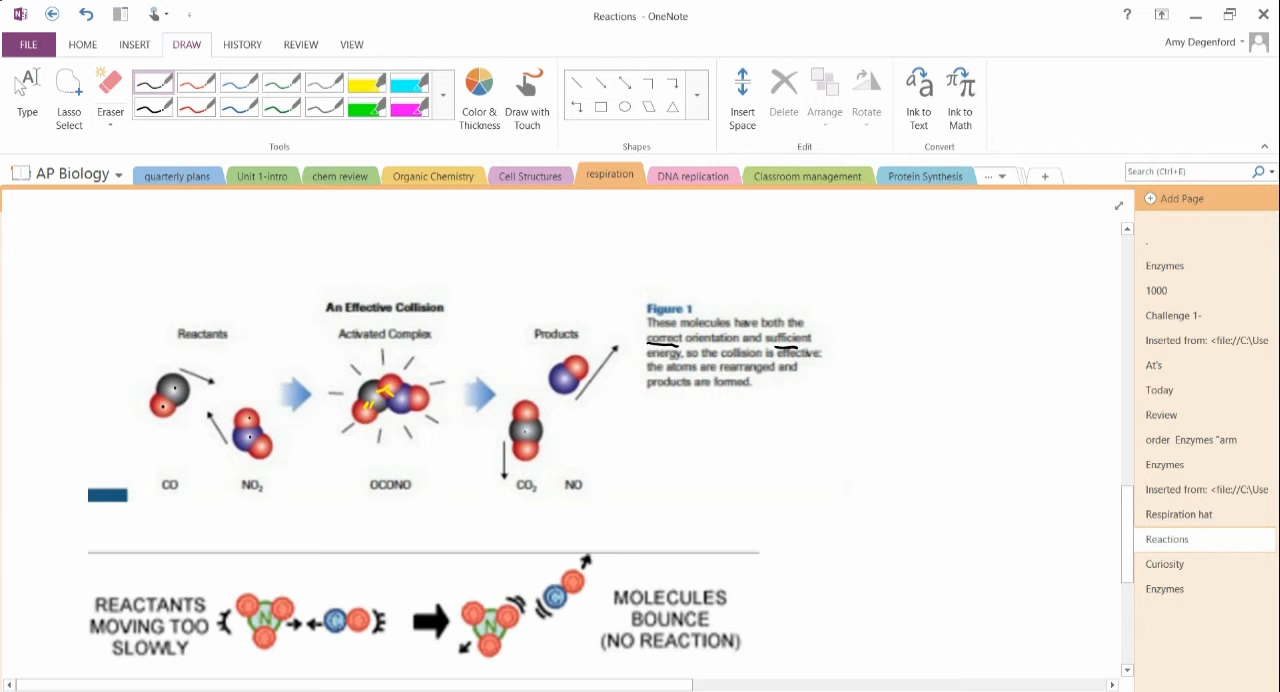 Reactions - OneNote
?
Amy Degenford
FILE HOME INSERT DRAW HISTORY REVIEW VIEW
Type
Lasso Select
Eraser
Color & Thickness
Draw with Touch
Insert Space
Delete
Arrange
Rotate
Ink to Text
Ink to Math
Tools
Shapes
Edit
Convert
AP Biology
quarterly plans
Unit 1-intro
chem review
Organic Chemistry
Cell Structures
respiration
DNA replication
Classroom management
Protein Synthesis
...
Search (Ctrl+E)
Add Page
.
Enzymes
1000
Challenge 1-
Inserted from: <file://C:\Use
At's
Today
Review
order Enzymes "arm
Enzymes
Inserted from: <file://C:\Use
Respiration hat
Reactions
Curiosity
Enzymes
An Effective Collision
Reactants
Activated Complex
Products
Figure 1
These molecules have both the
correct orientation and sufficient
energy, so the collision is effective:
the atoms are rearranged and
products are formed.
CO
NO₂
OCONO
CO₂
NO
REACTANTS
MOVING TOO
SLOWLY
O O N O
C O
O O N O
C O
MOLECULES
BOUNCE
(NO REACTION)